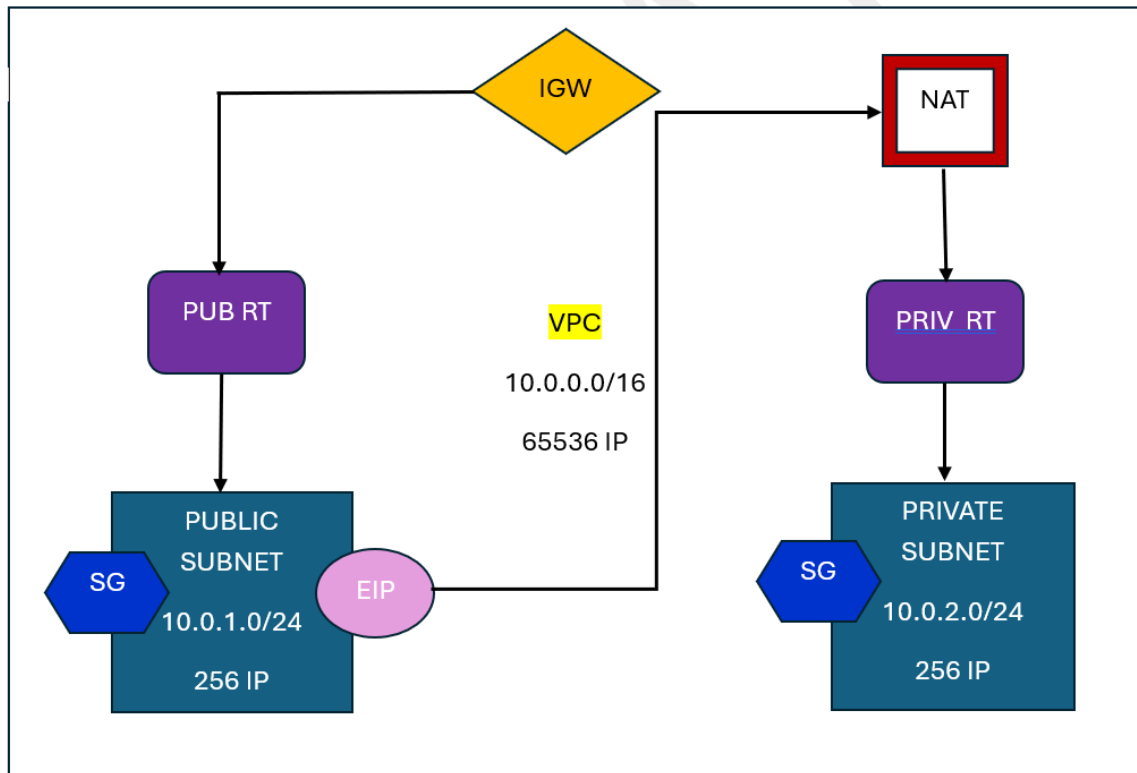 IGW
NAT
PUB RT
VPC
10.0.0.0/16
65536 IP
PRIV_RT
PUBLIC
SUBNET
10.0.1.0/24
256 IP
SG
EIP
PRIVATE
SUBNET
10.0.2.0/24
256 IP
SG